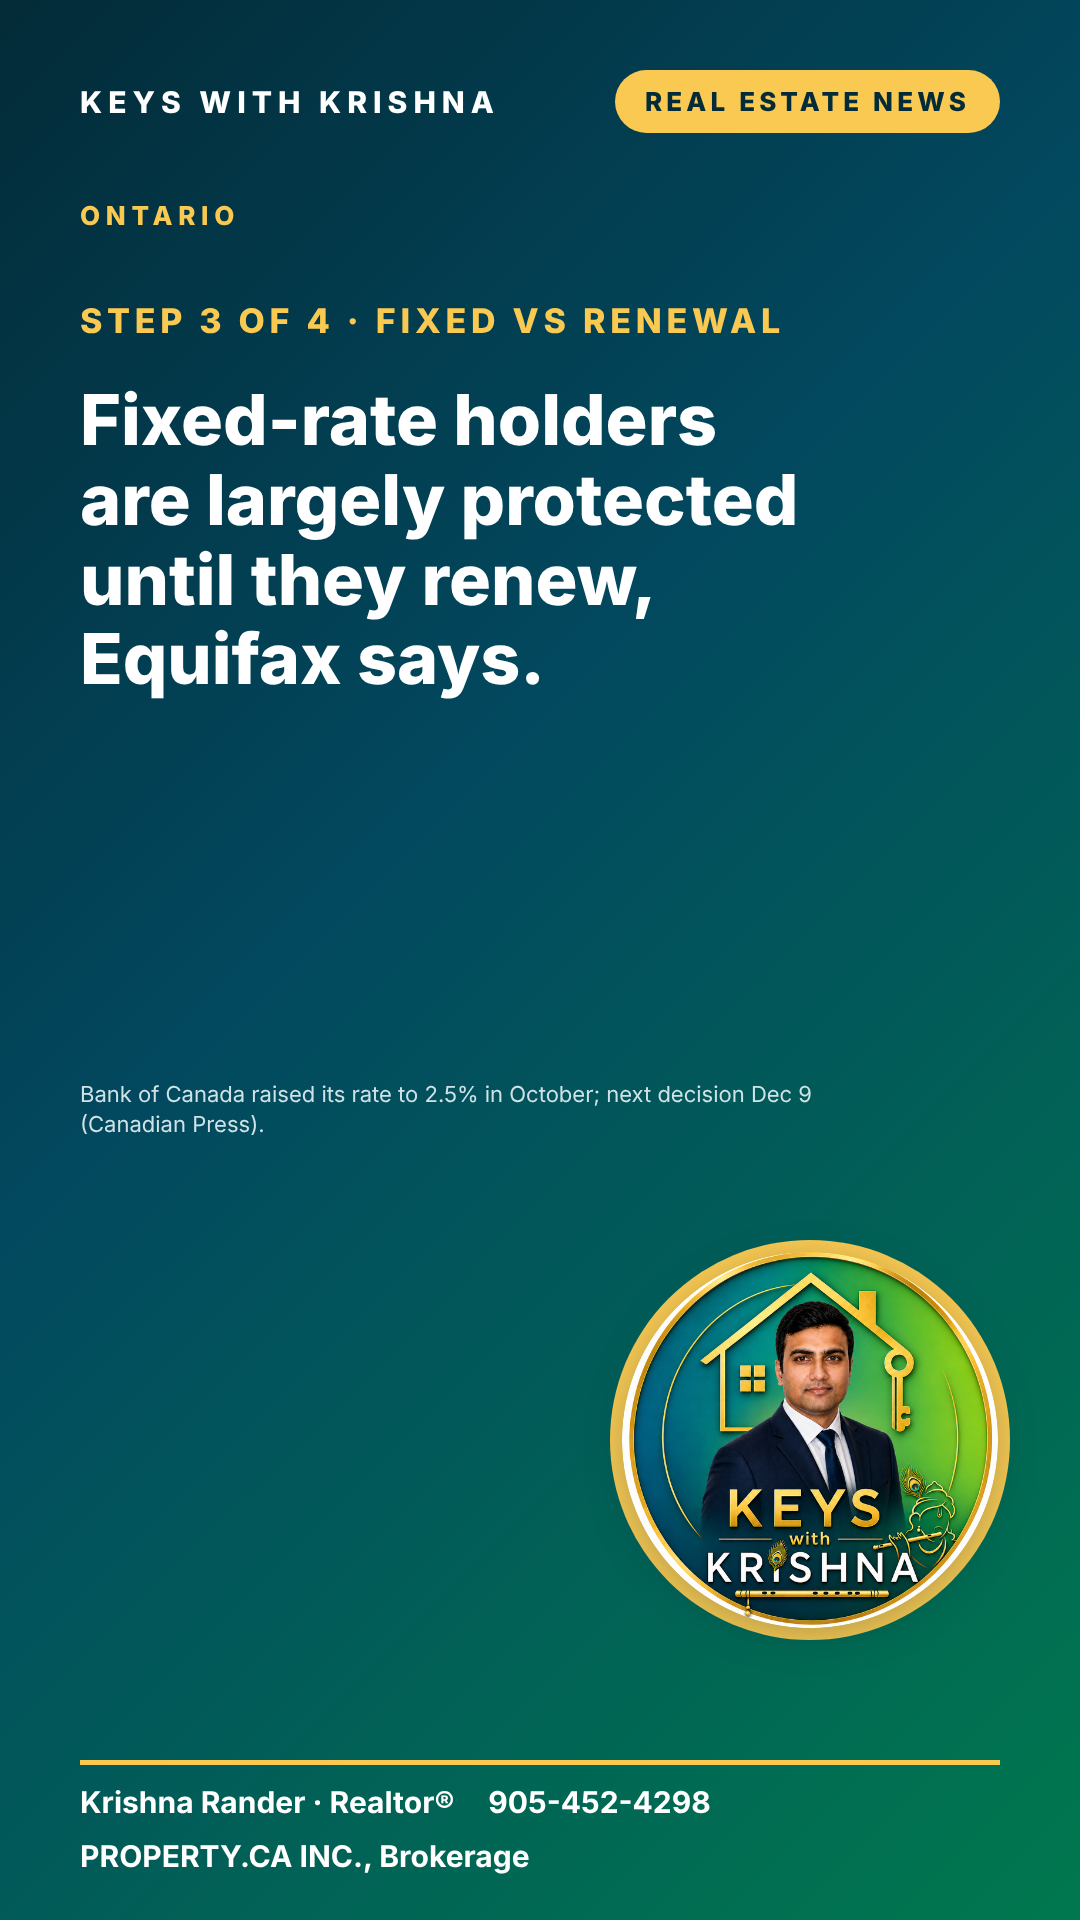 KEYS WITH KRISHNA
REAL ESTATE NEWS
ONTARIO
STEP 3 OF 4 · FIXED VS RENEWAL
Fixed-rate holders
are largely protected
until they renew,
Equifax says.
Bank of Canada raised its rate to 2.5% in October; next decision Dec 9
(Canadian Press).
KEYS
with
KRISHNA
Krishna Rander · Realtor® 905-452-4298
PROPERTY.CA INC., Brokerage